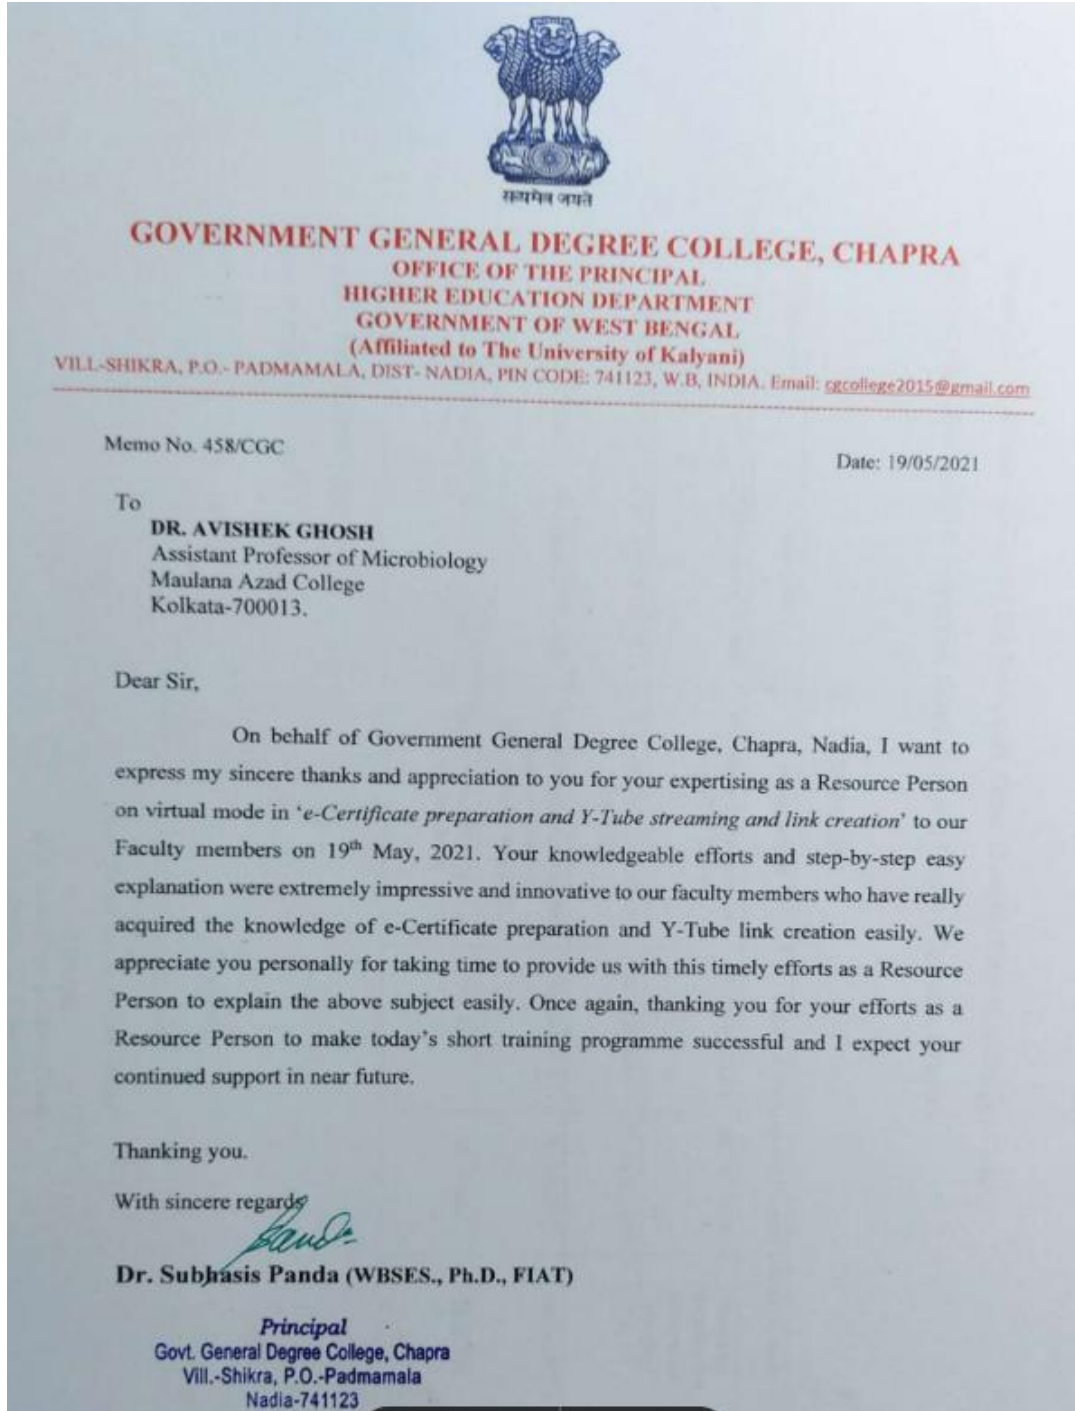 सत्यमेव जयते
GOVERNMENT GENERAL DEGREE COLLEGE, CHAPRA
OFFICE OF THE PRINCIPAL
HIGHER EDUCATION DEPARTMENT
GOVERNMENT OF WEST BENGAL
(Affiliated to The University of Kalyani)
VILL-SHIKRA, P.O.- PADMAMALA, DIST- NADIA, PIN CODE: 741123, W.B, INDIA. Email: cgcollege2015@gmail.com
Memo No. 458/CGC
Date: 19/05/2021
To
DR. AVISHEK GHOSH
Assistant Professor of Microbiology
Maulana Azad College
Kolkata-700013.
Dear Sir,
On behalf of Government General Degree College, Chapra, Nadia, I want to
express my sincere thanks and appreciation to you for your expertising as a Resource Person
on virtual mode in ‘e-Certificate preparation and Y-Tube streaming and link creation’ to our
Faculty members on 19th May, 2021. Your knowledgeable efforts and step-by-step easy
explanation were extremely impressive and innovative to our faculty members who have really
acquired the knowledge of e-Certificate preparation and Y-Tube link creation easily. We
appreciate you personally for taking time to provide us with this timely efforts as a Resource
Person to explain the above subject easily. Once again, thanking you for your efforts as a
Resource Person to make today’s short training programme successful and I expect your
continued support in near future.
Thanking you.
With sincere regards
Panda
Dr. Subhasis Panda (WBSES., Ph.D., FIAT)
Principal
Govt. General Degree College, Chapra
Vill.-Shikra, P.O.-Padmamala
Nadia-741123